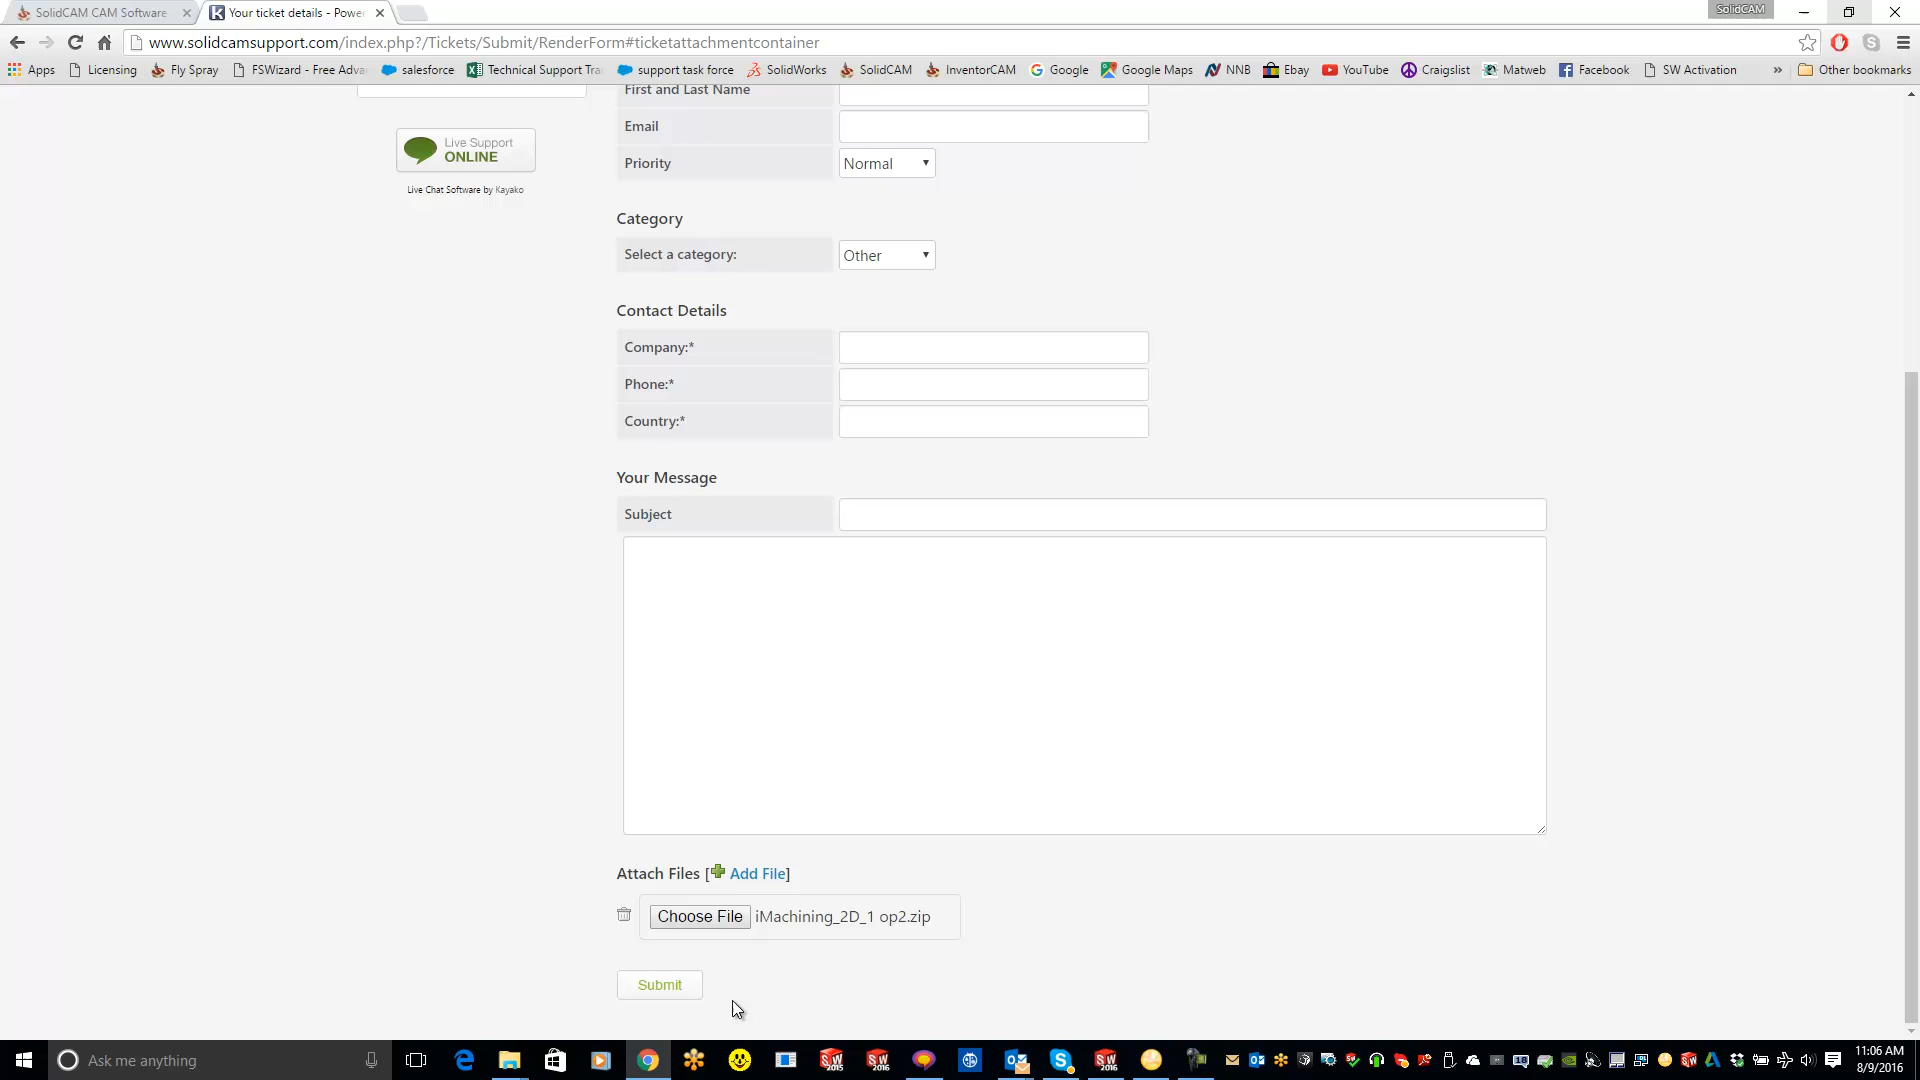 SolidCAM CAM Software
Your ticket details - Powe
SolidCAM
www.solidcamsupport.com/index.php?/Tickets/Submit/RenderForm#ticketattachmentcontainer
Apps Licensing Fly Spray FSWizard - Free Adva salesforce Technical Support Tra support task force SolidWorks SolidCAM InventorCAM Google Google Maps NNB Ebay YouTube Craigslist Matweb Facebook SW Activation » Other bookmarks
First and Last Name
Live Support
ONLINE
Live Chat Software by Kayako
Email
Priority Normal
Category
Select a category: Other
Contact Details
Company:*
Phone:*
Country:*
Your Message
Subject
Attach Files [ Add File]
Choose File iMachining_2D_1 op2.zip
Submit
Ask me anything
11:06 AM
8/9/2016